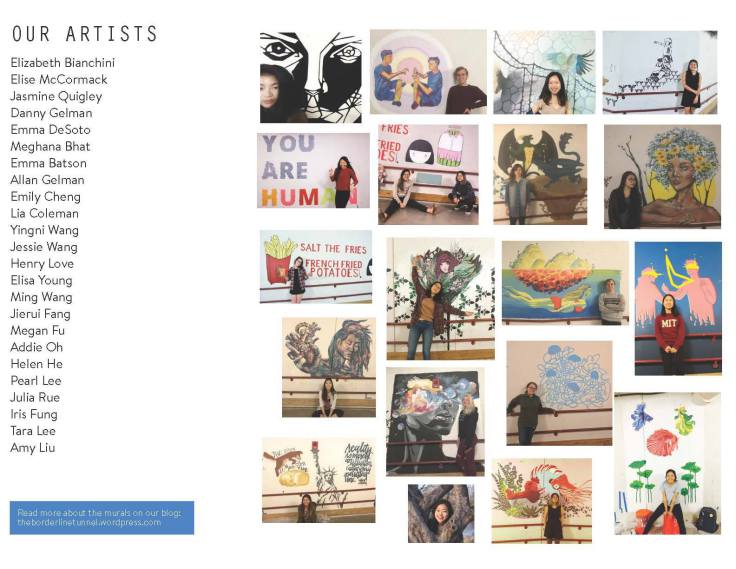 OUR ARTISTS
Elizabeth Bianchini
Elise McCormack
Jasmine Quigley
Danny Gelman
Emma DeSoto
Meghana Bhat
Emma Batson
Allan Gelman
Emily Cheng
Lia Coleman
Yingni Wang
Jessie Wang
Henry Love
Elisa Young
Ming Wang
Jierui Fang
Megan Fu
Addie Oh
Helen He
Pearl Lee
Julia Rue
Iris Fung
Tara Lee
Amy Liu
Read more about the murals on our blog:
theborderlinetunnel.wordpress.com
YOU
ARE
HUMAN
FRIES
FRIED
OES!
SALT THE FRIES
FRENCH FRIED
POTATOES!
MIT
Reality